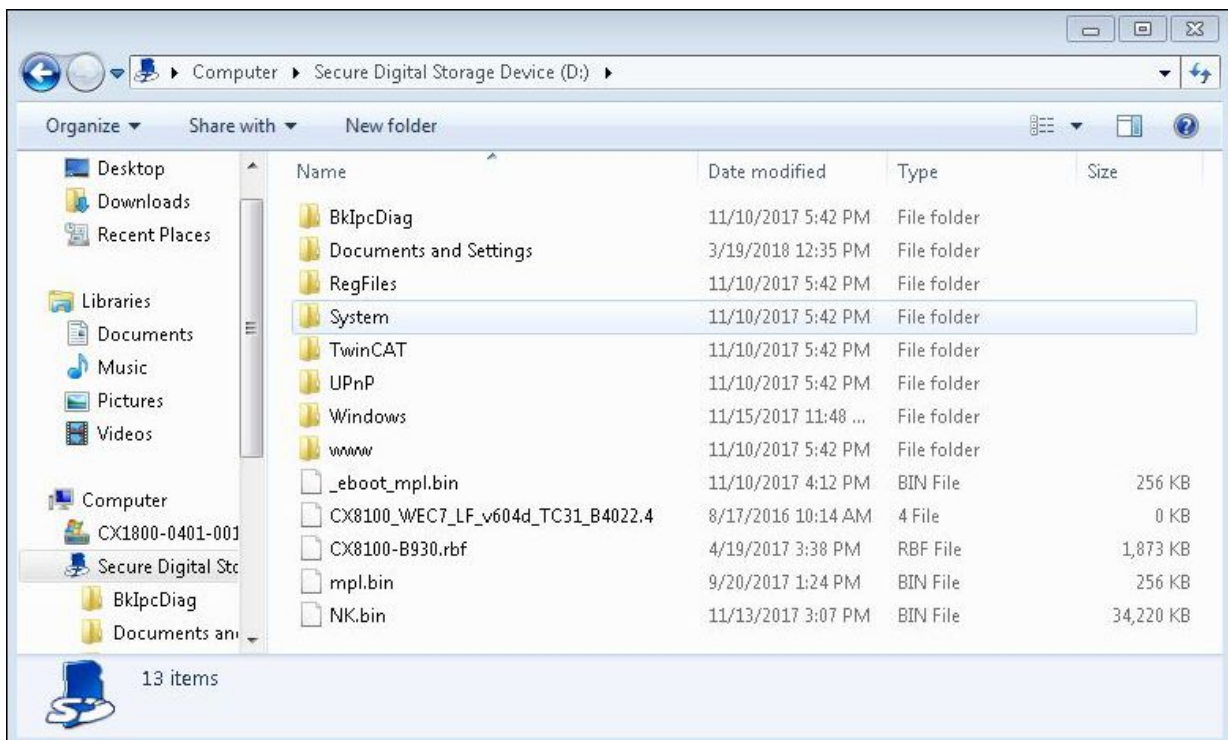 Computer ▸ Secure Digital Storage Device (D:) ▸
Organize Share with New folder
Desktop
Downloads
Recent Places
Libraries
Documents
Music
Pictures
Videos
Computer
CX1800-0401-001
Secure Digital Sto
BkIpcDiag
Documents an
Name Date modified Type Size
BkIpcDiag 11/10/2017 5:42 PM File folder
Documents and Settings 3/19/2018 12:35 PM File folder
RegFiles 11/10/2017 5:42 PM File folder
System 11/10/2017 5:42 PM File folder
TwinCAT 11/10/2017 5:42 PM File folder
UPnP 11/10/2017 5:42 PM File folder
Windows 11/15/2017 11:48 ... File folder
www 11/10/2017 5:42 PM File folder
_eboot_mpl.bin 11/10/2017 4:12 PM BIN File 256 KB
CX8100_WEC7_LF_v604d_TC31_B4022.4 8/17/2016 10:14 AM 4 File 0 KB
CX8100-B930.rbf 4/19/2017 3:38 PM RBF File 1,873 KB
mpl.bin 9/20/2017 1:24 PM BIN File 256 KB
NK.bin 11/13/2017 3:07 PM BIN File 34,220 KB
13 items